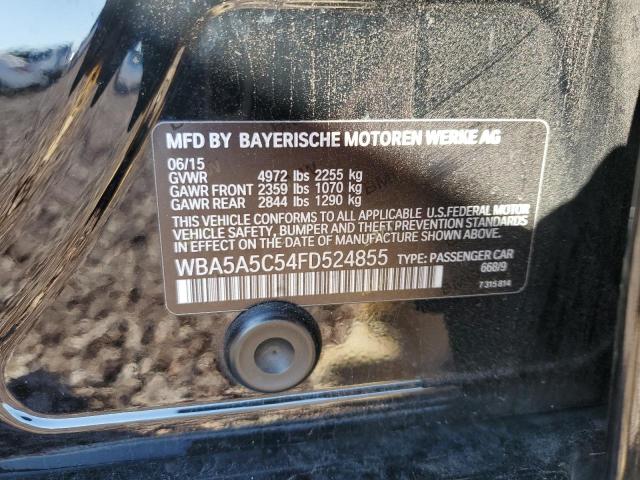 MFD BY BAYERISCHE MOTOREN WERKE AG
06/15
GVWR 4972 lbs 2255 kg
GAWR FRONT 2359 lbs 1070 kg
GAWR REAR 2844 lbs 1290 kg
THIS VEHICLE CONFORMS TO ALL APPLICABLE U.S.FEDERAL MOTOR
VEHICLE SAFETY, BUMPER AND THEFT PREVENTION STANDARDS
IN EFFECT ON THE DATE OF MANUFACTURE SHOWN ABOVE.
WBA5A5C54FD524855 TYPE: PASSENGER CAR
668/9
7 315 814